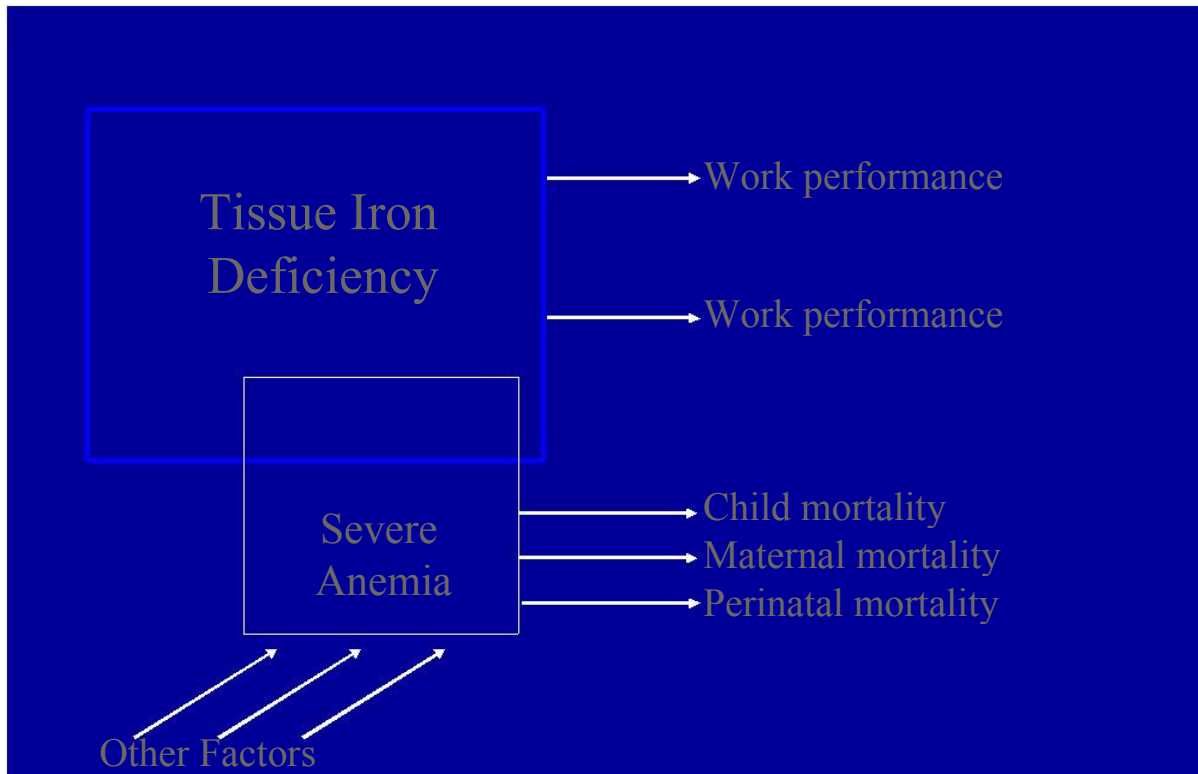 Tissue Iron
Deficiency
Work performance
Work performance
Severe
Anemia
Child mortality
Maternal mortality
Perinatal mortality
Other Factors